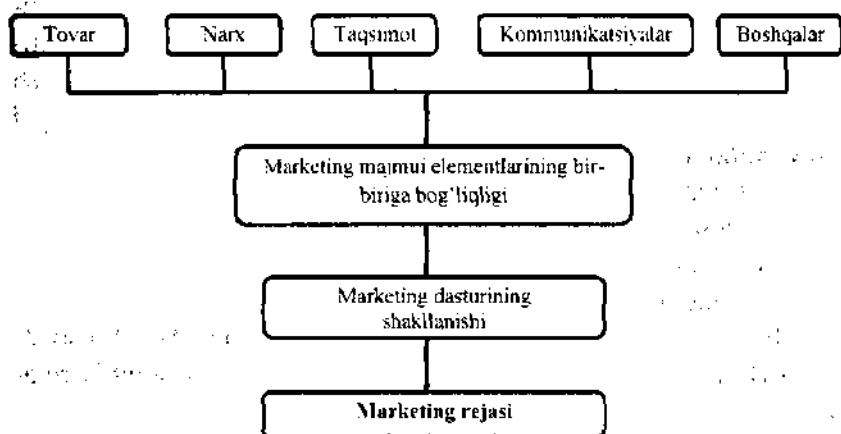 Tovar
Narx
Taqsimot
Kommunikatsiyalar
Boshqalar
Marketing majmui elementlarining bir-
biriga bog'liqligi
Marketing dasturining
shakllanishi
Marketing rejasi